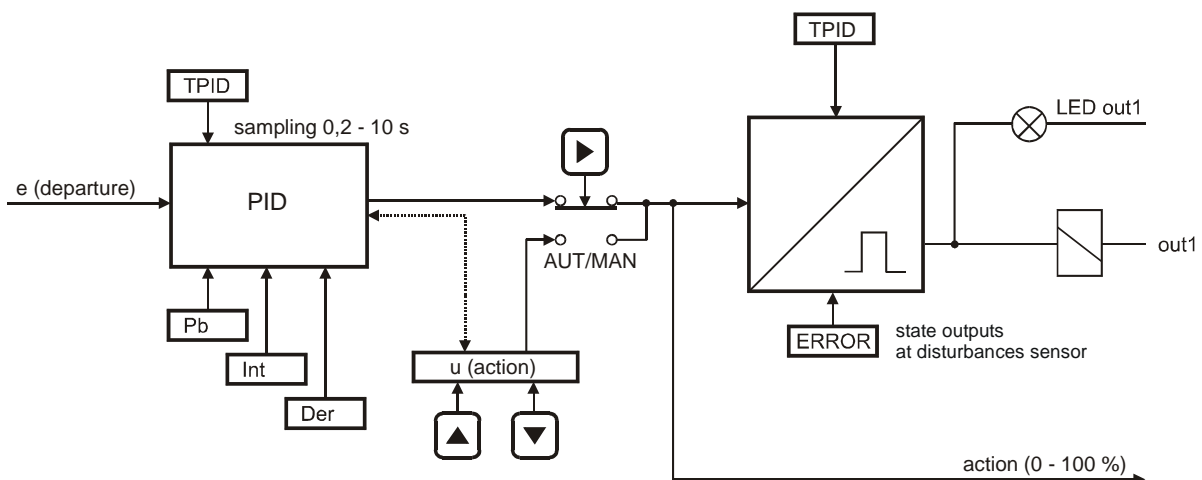 TPID
TPID
sampling 0,2 - 10 s
LED out1
e (departure)
PID
out1
AUT/MAN
Pb
ERROR
state outputs
at disturbances sensor
Int
u (action)
Der
action (0 - 100 %)